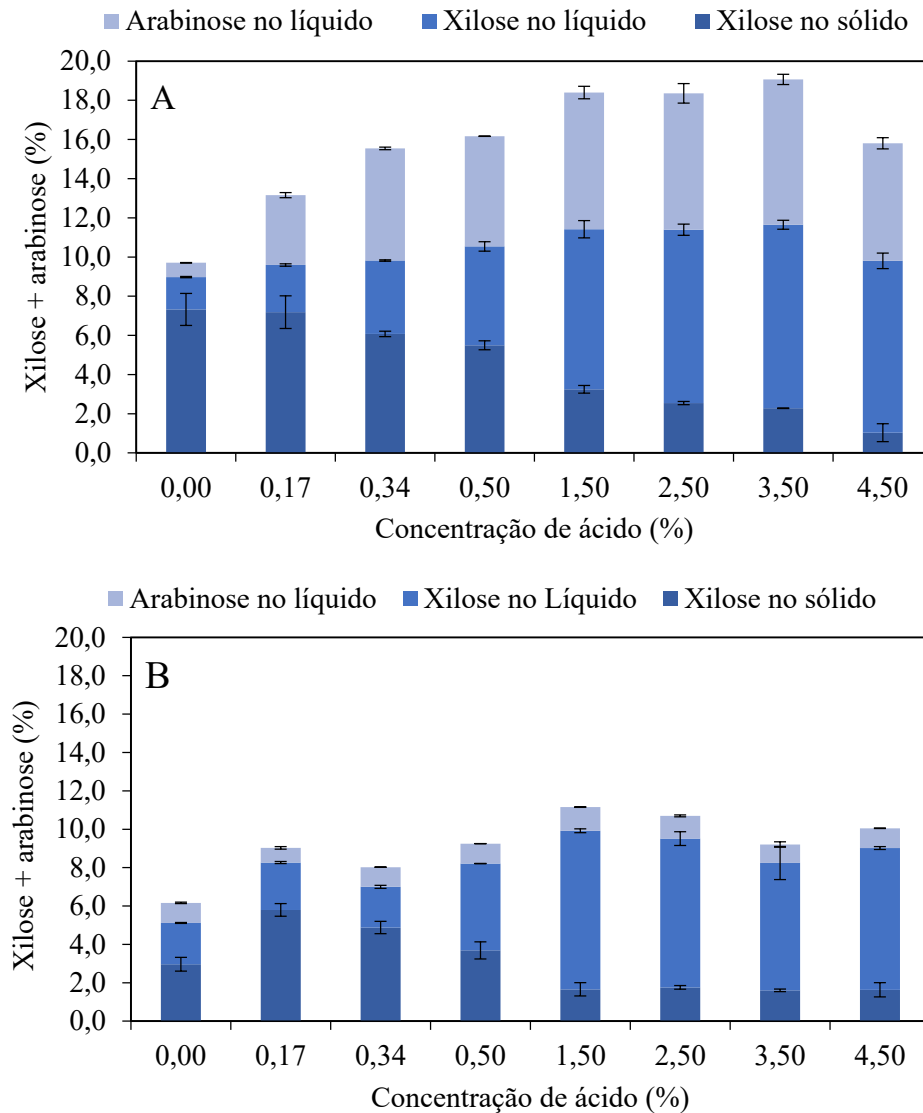 Arabinose no líquido Xilose no líquido Xilose no sólido
A
Xilose + arabinose (%)
20,0
18,0
16,0
14,0
12,0
10,0
8,0
6,0
4,0
2,0
0,0
0,00 0,17 0,34 0,50 1,50 2,50 3,50 4,50
Concentração de ácido (%)
Arabinose no líquido Xilose no Líquido Xilose no sólido
B
Xilose + arabinose (%)
20,0
18,0
16,0
14,0
12,0
10,0
8,0
6,0
4,0
2,0
0,0
0,00 0,17 0,34 0,50 1,50 2,50 3,50 4,50
Concentração de ácido (%)